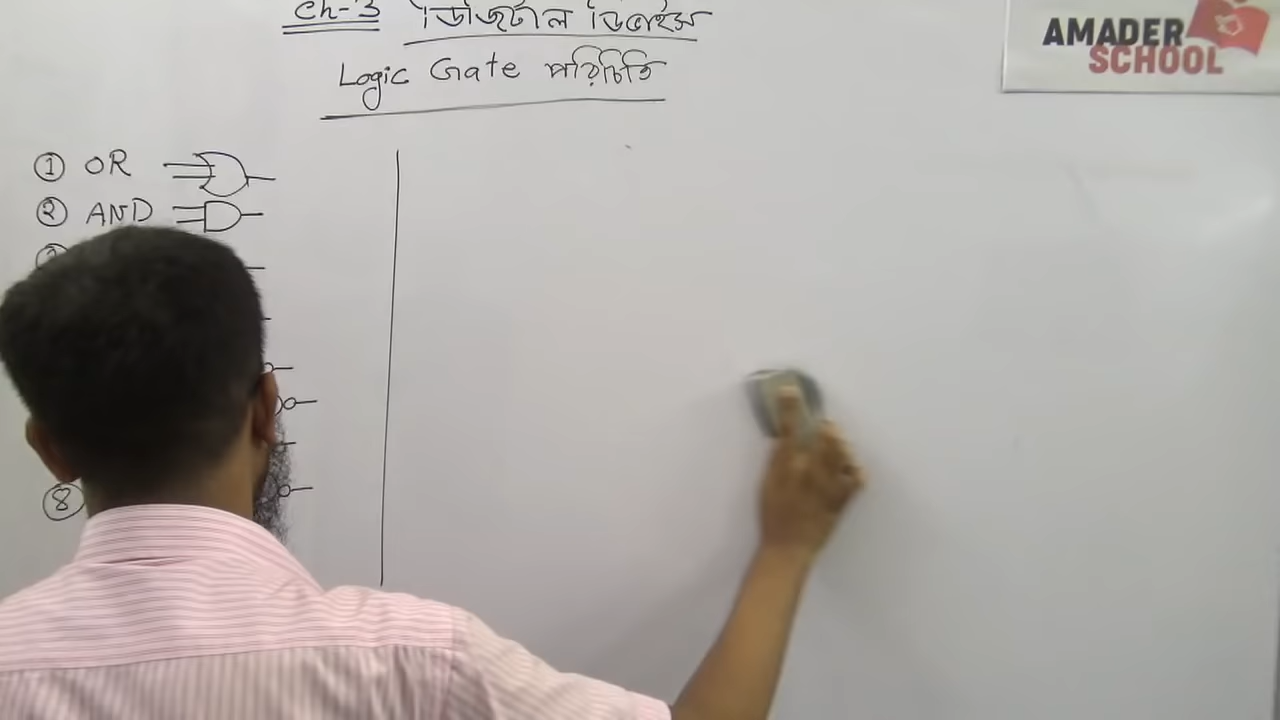 Ch-3 ডিজিটাল ডিভাইস
Logic Gate পরিচিতি
AMADER
SCHOOL
① OR
② AND
⑧